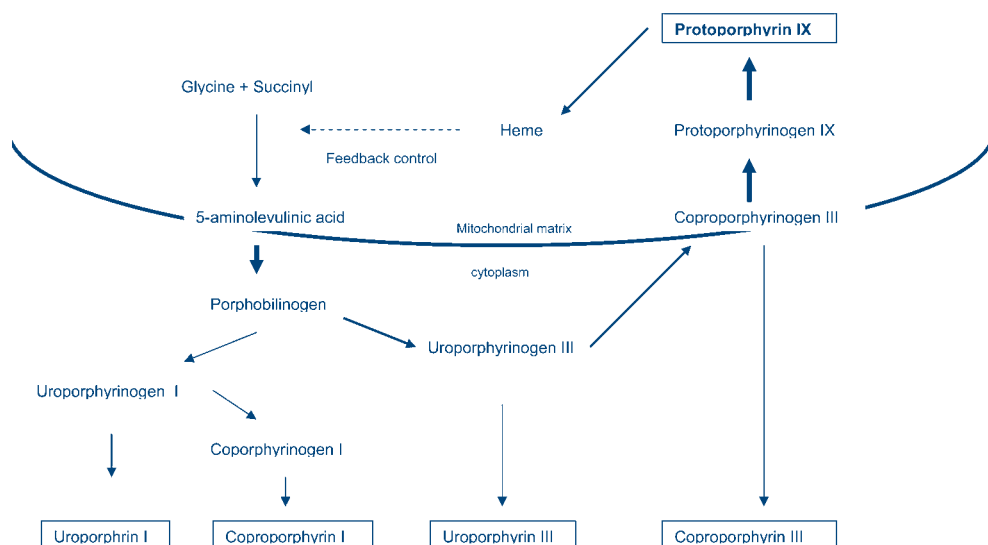 Protoporphyrin IX
Glycine + Succinyl
Heme
Protoporphyrinogen IX
Feedback control
5-aminolevulinic acid
Mitochondrial matrix
Coproporphyrinogen III
cytoplasm
Porphobilinogen
Uroporphyrinogen III
Uroporphyrinogen I
Coporphyrinogen I
Uroporphrin I
Coproporphyrin I
Uroporphyrin III
Coproporphyrin III